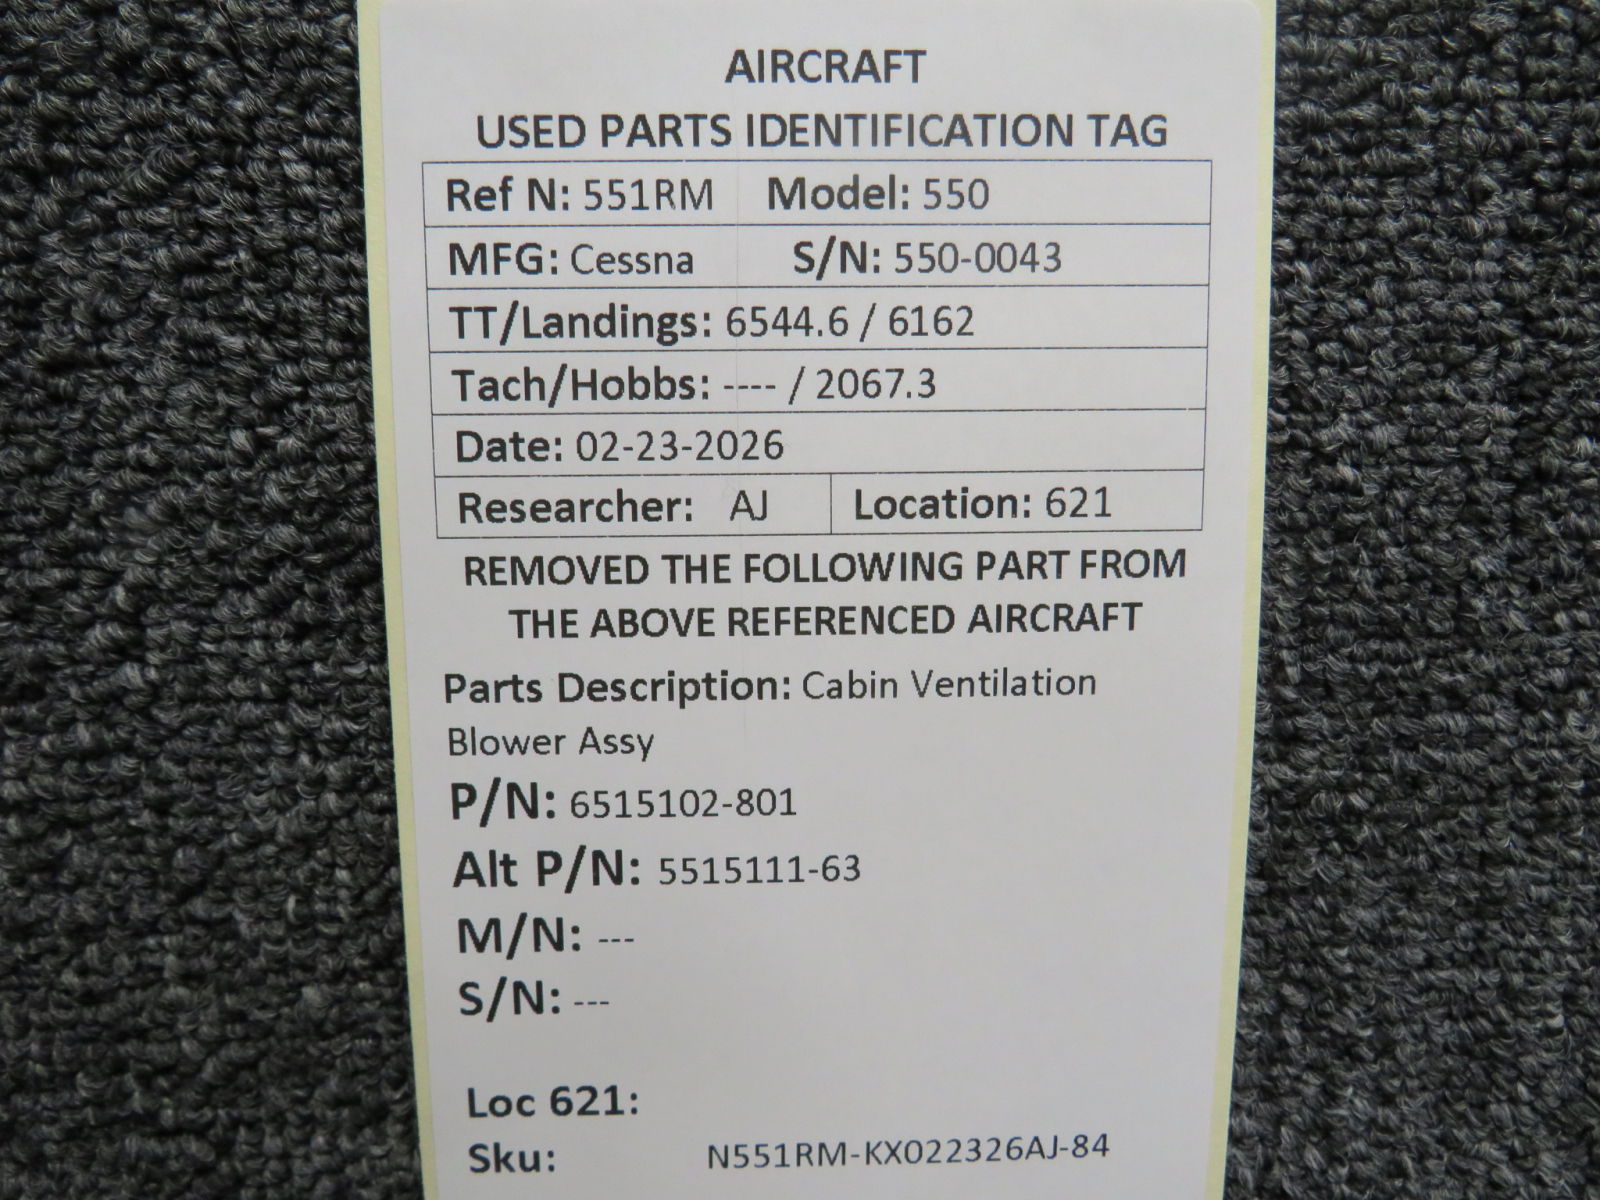 AIRCRAFT
USED PARTS IDENTIFICATION TAG
Ref N: 551RM Model: 550
MFG: Cessna S/N: 550-0043
TT/Landings: 6544.6 / 6162
Tach/Hobbs: ---- / 2067.3
Date: 02-23-2026
Researcher: AJ Location: 621
REMOVED THE FOLLOWING PART FROM
THE ABOVE REFERENCED AIRCRAFT
Parts Description: Cabin Ventilation
Blower Assy
P/N: 6515102-801
Alt P/N: 5515111-63
M/N: ---
S/N: ---
Loc 621:
Sku: N551RM-KX022326AJ-84